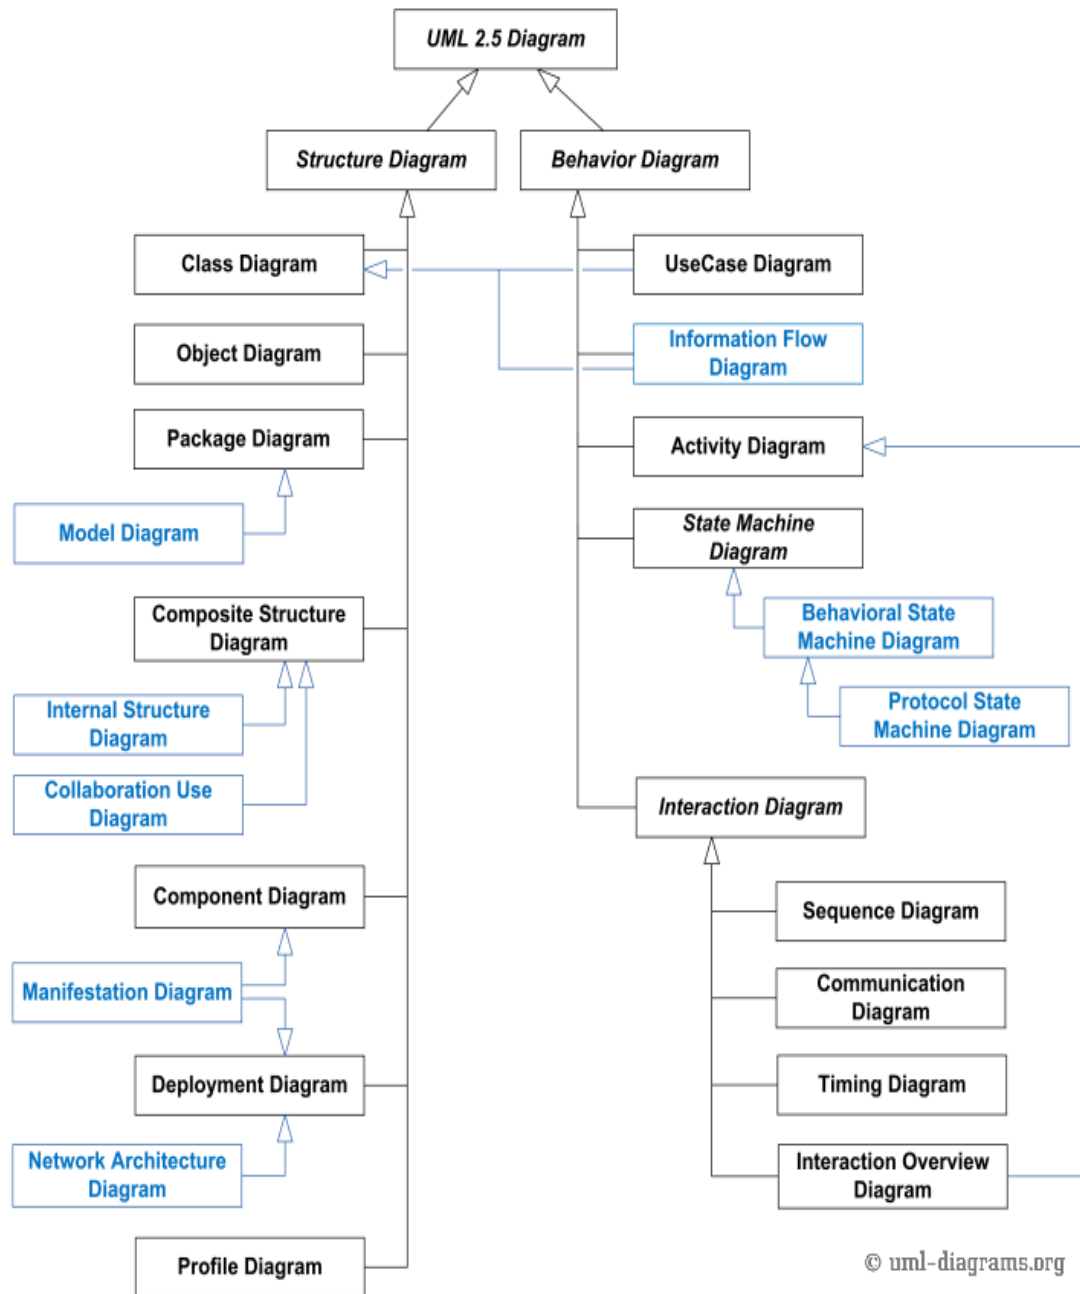 UML 2.5 Diagram
Structure Diagram
Behavior Diagram
Class Diagram
UseCase Diagram
Object Diagram
Information Flow
Diagram
Package Diagram
Activity Diagram
Model Diagram
State Machine
Diagram
Composite Structure
Diagram
Behavioral State
Machine Diagram
Internal Structure
Diagram
Protocol State
Machine Diagram
Collaboration Use
Diagram
Interaction Diagram
Component Diagram
Sequence Diagram
Manifestation Diagram
Communication
Diagram
Deployment Diagram
Timing Diagram
Network Architecture
Diagram
Interaction Overview
Diagram
Profile Diagram
© uml-diagrams.org